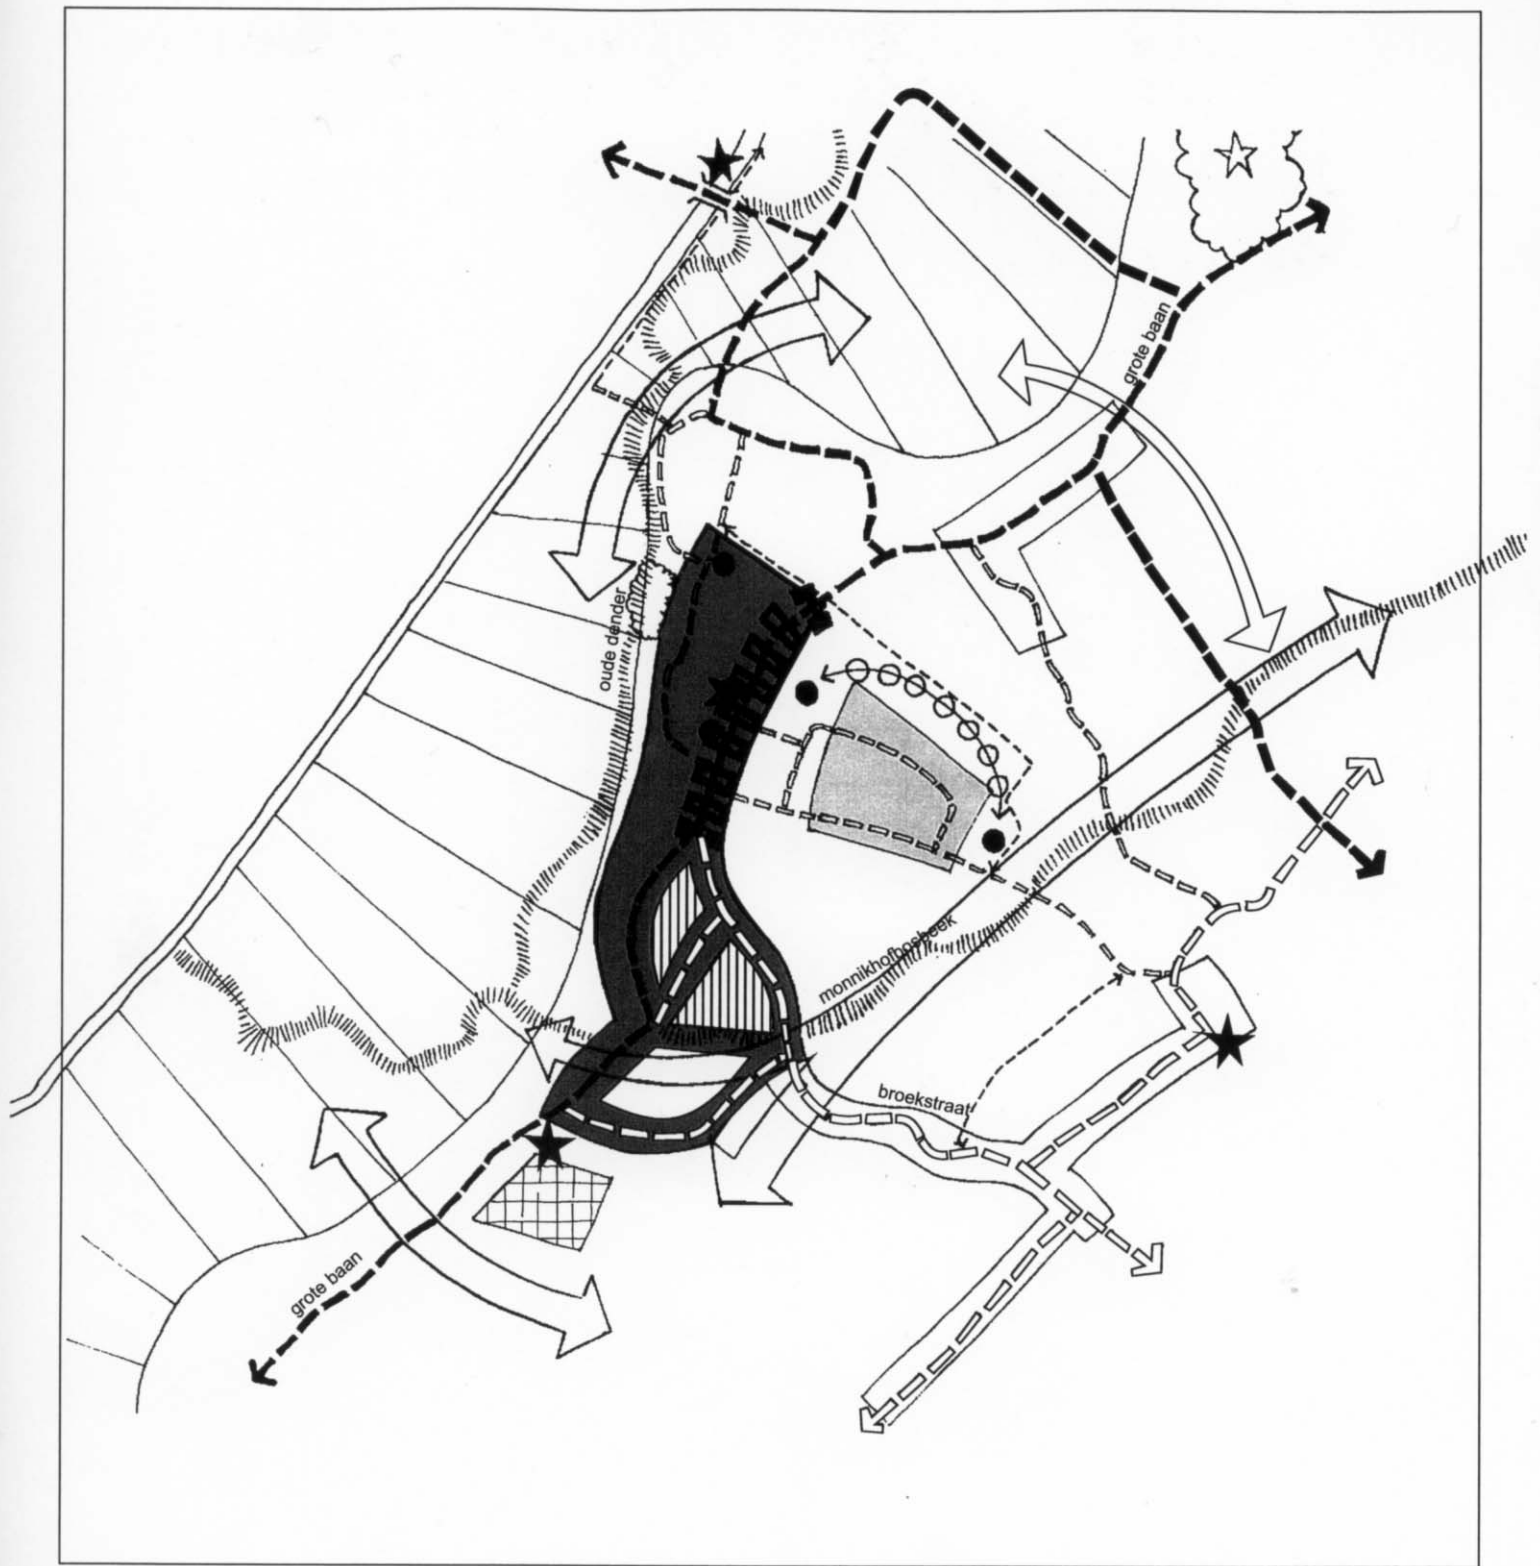 grote baan
oude dender
monnikhofbosbeek
broekstraat
grote baan